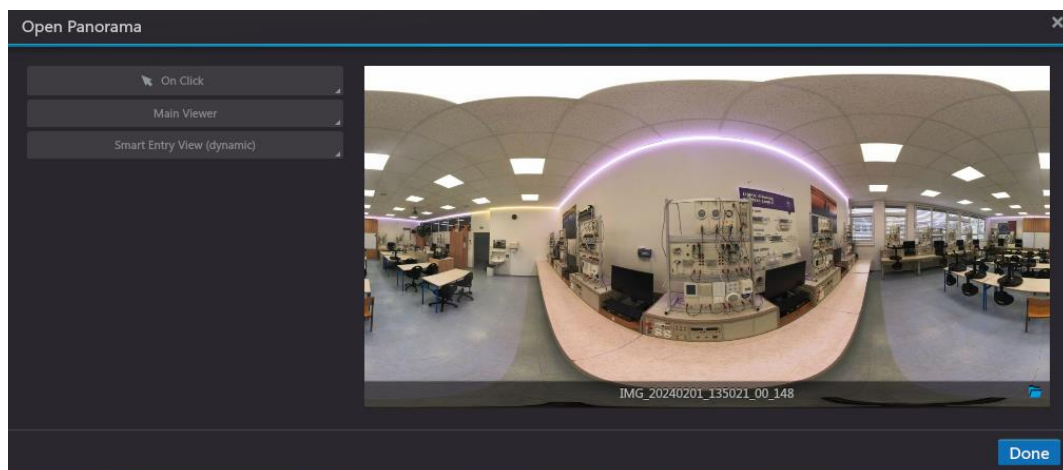 Open Panorama
On Click
Main Viewer
Smart Entry View (dynamic)
IMG_20240201_135021_00_148
Done